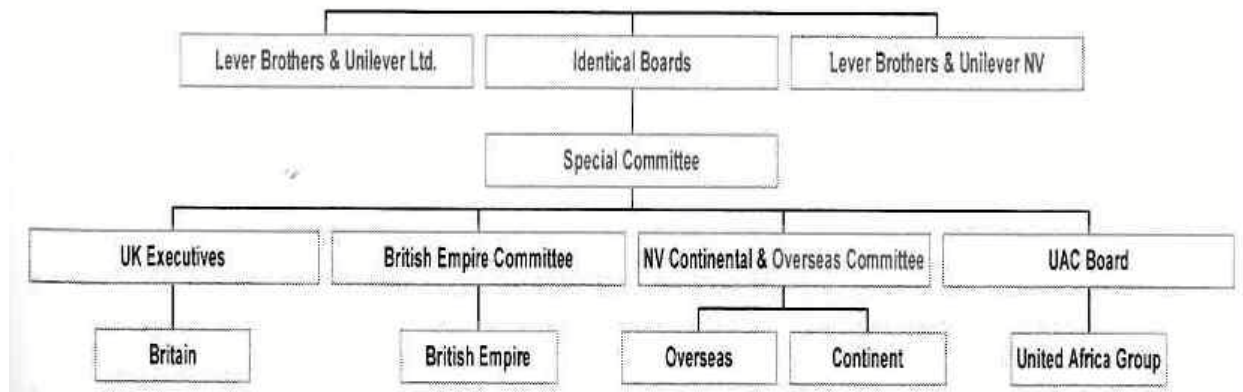 Lever Brothers & Unilever Ltd.
Identical Boards
Lever Brothers & Unilever NV
Special Committee
UK Executives
British Empire Committee
NV Continental & Overseas Committee
UAC Board
Britain
British Empire
Overseas
Continent
United Africa Group